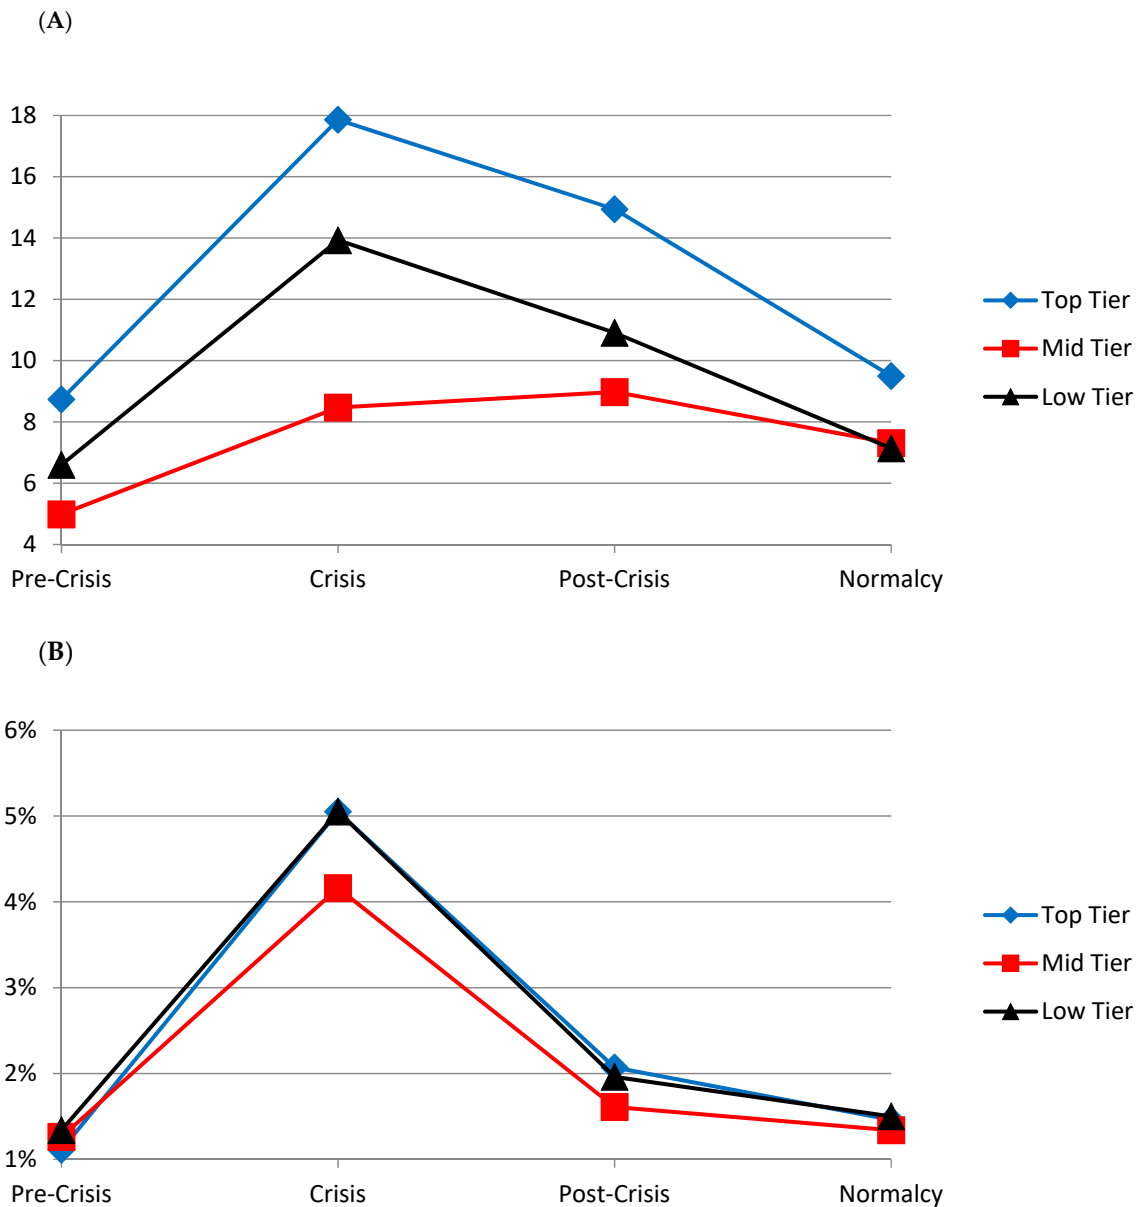 (A)
18
16
14
12
10
8
6
4
Pre-Crisis Crisis Post-Crisis Normalcy
Top Tier
Mid Tier
Low Tier
(B)
6%
5%
4%
3%
2%
1%
Pre-Crisis Crisis Post-Crisis Normalcy
Top Tier
Mid Tier
Low Tier